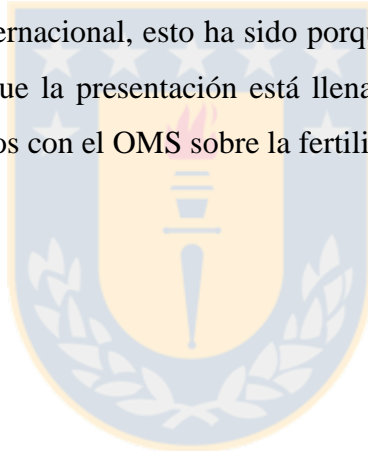 ernacional, esto ha sido porqu
ue la presentación está llena
os con el OMS sobre la fertili